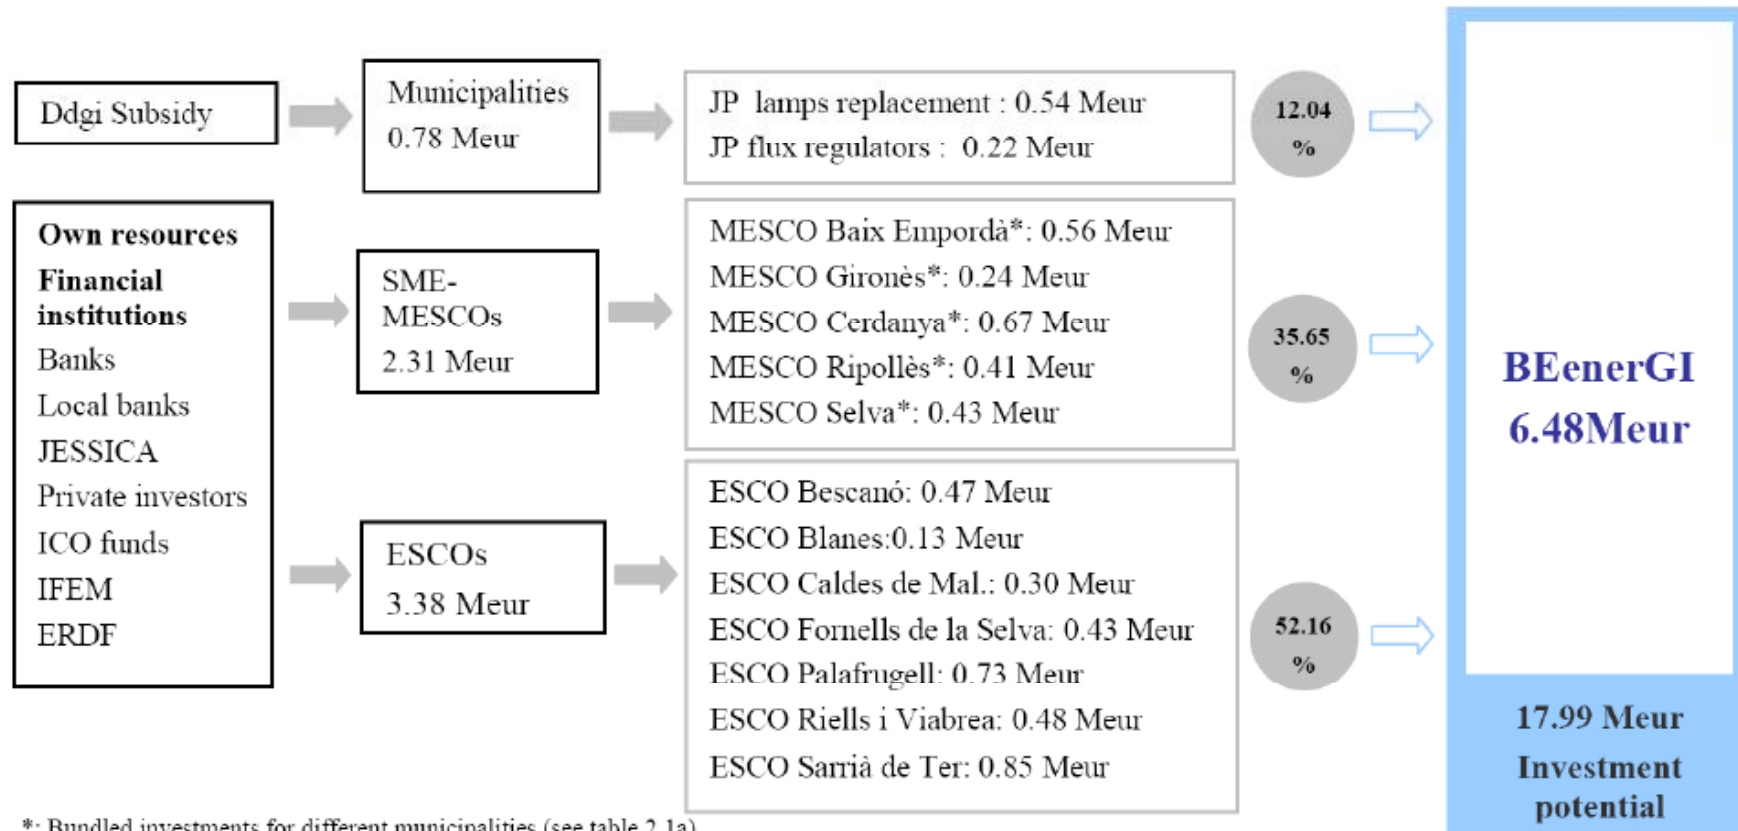 Ddgi Subsidy
Municipalities
0.78 Meur
JP lamps replacement : 0.54 Meur
JP flux regulators : 0.22 Meur
12.04
%
Own resources
Financial
institutions
Banks
Local banks
JESSICA
Private investors
ICO funds
IFEM
ERDF
SME-
MESCOs
2.31 Meur
MESCO Baix Empordà*: 0.56 Meur
MESCO Gironès*: 0.24 Meur
MESCO Cerdanya*: 0.67 Meur
MESCO Ripollès*: 0.41 Meur
MESCO Selva*: 0.43 Meur
35.65
%
ESCOs
3.38 Meur
ESCO Bescanó: 0.47 Meur
ESCO Blanes:0.13 Meur
ESCO Caldes de Mal.: 0.30 Meur
ESCO Fornells de la Selva: 0.43 Meur
ESCO Palafrugell: 0.73 Meur
ESCO Riells i Viabrea: 0.48 Meur
ESCO Sarrià de Ter: 0.85 Meur
52.16
%
BEenerGI
6.48Meur
17.99 Meur
Investment
potential
*: Bundled investments for different municipalities (see table 2.1a)